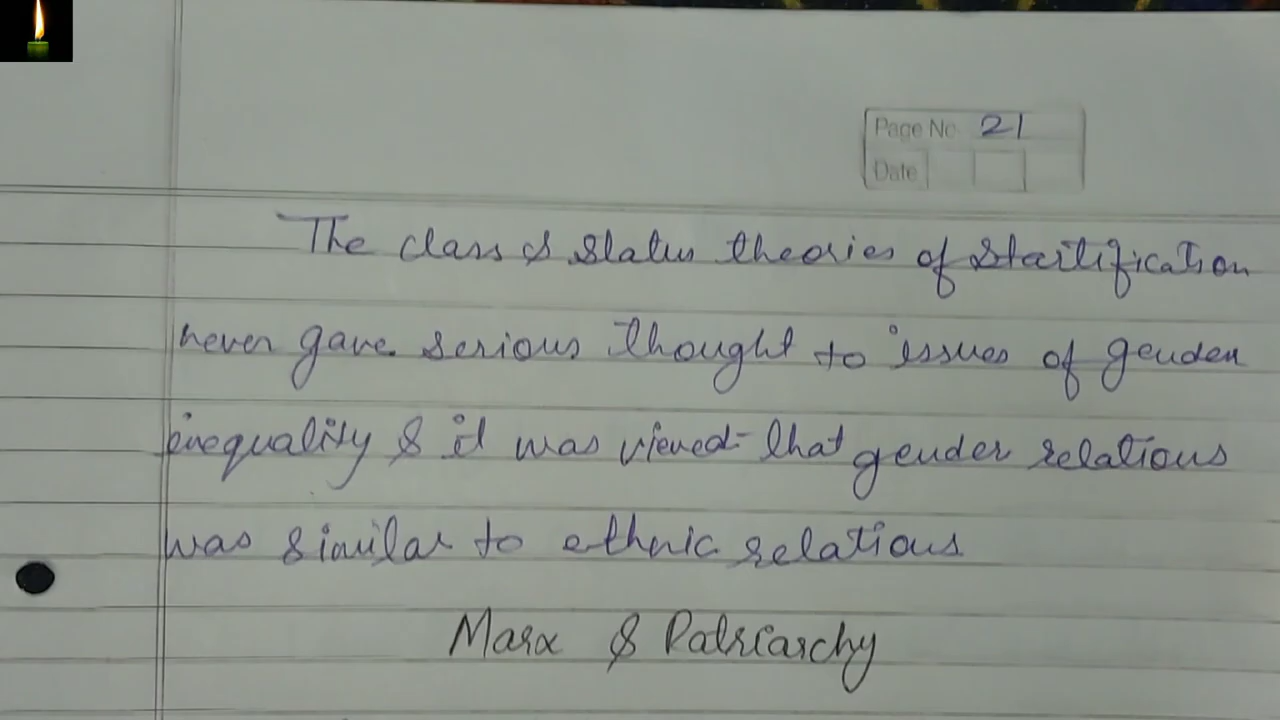 Page No. 21
Date
The class & status theories of Startification
never gave serious thought to issues of gender
inequality & it was viewed that gender relations
was similar to ethnic relations
Marx & Patriarchy